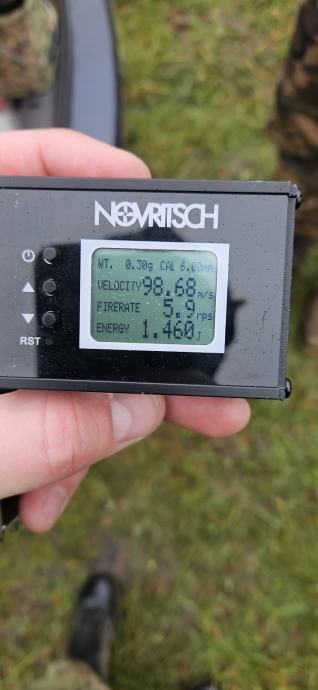 NOVRITSCH
WT. 0.30g CAL 6.00mm
VELOCITY 98.68 m/s
FIRERATE 5.9 rps
ENERGY 1.460 J
RST